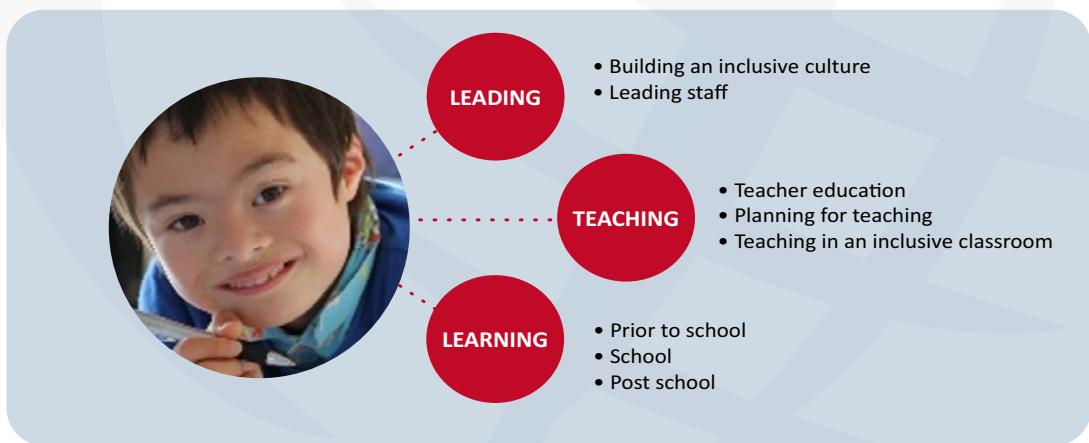 LEADING
• Building an inclusive culture
• Leading staff
TEACHING
• Teacher education
• Planning for teaching
• Teaching in an inclusive classroom
LEARNING
• Prior to school
• School
• Post school